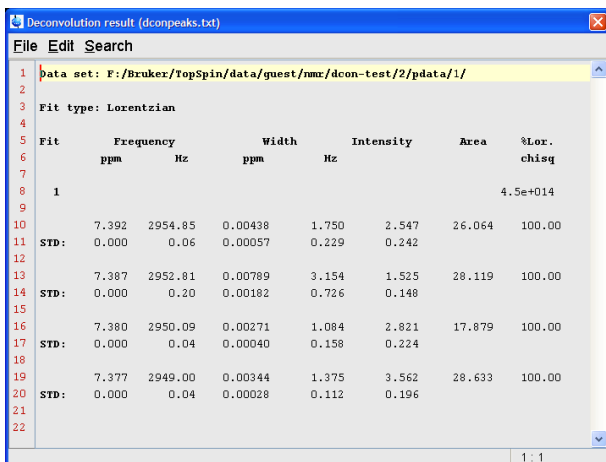 Deconvolution result (dconpeaks.txt)
File Edit Search
1 Data set: F:/Bruker/TopSpin/data/guest/nmr/dcon-test/2/pdata/1/
2
3 Fit type: Lorentzian
4
5 Fit Frequency Width Intensity Area %Lor.
6 ppm Hz ppm Hz chisq
7
8 1 4.5e+014
9
10 7.392 2954.85 0.00438 1.750 2.547 26.064 100.00
11 STD: 0.000 0.06 0.00057 0.229 0.242
12
13 7.387 2952.81 0.00789 3.154 1.525 28.119 100.00
14 STD: 0.000 0.20 0.00182 0.726 0.148
15
16 7.380 2950.09 0.00271 1.084 2.821 17.879 100.00
17 STD: 0.000 0.04 0.00040 0.158 0.224
18
19 7.377 2949.00 0.00344 1.375 3.562 28.633 100.00
20 STD: 0.000 0.04 0.00028 0.112 0.196
21
22
1 : 1